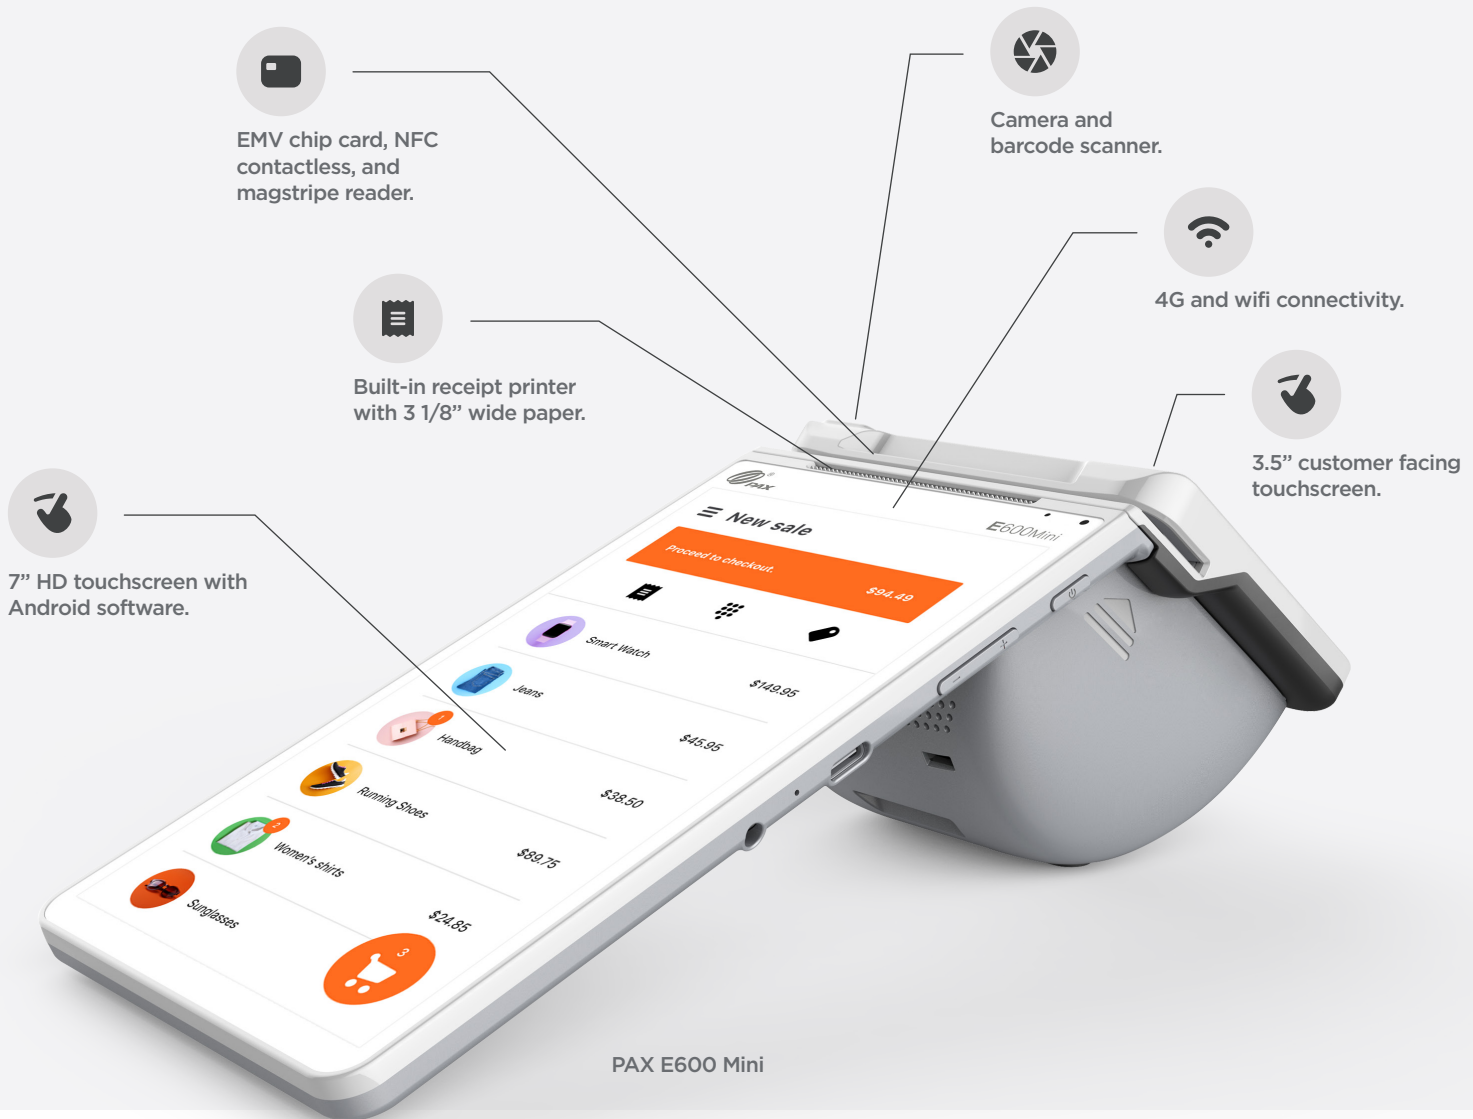 EMV chip card, NFC
contactless, and
magstripe reader.
Camera and
barcode scanner.
4G and wifi connectivity.
Built-in receipt printer
with 3 1/8” wide paper.
3.5” customer facing
touchscreen.
7” HD touchscreen with
Android software.
PAX®
E600Mini
New sale
Proceed to checkout.
$94.49
Smart Watch
$149.95
Jeans
$45.95
1
Handbag
$38.50
Running Shoes
$89.75
2
Women's shirts
$24.85
Sunglasses
3
PAX E600 Mini